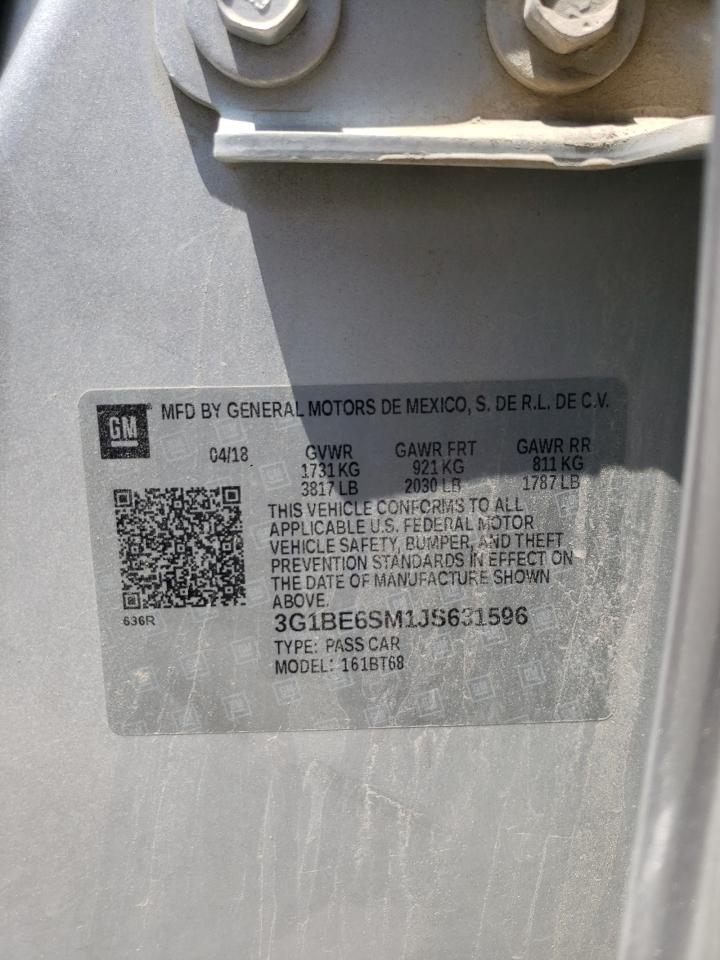 GM
MFD BY GENERAL MOTORS DE MEXICO, S. DE R.L. DE C.V.
04/18 GVWR GAWR FRT GAWR RR
1731 KG 921 KG 811 KG
3817 LB 2030 LB 1787 LB
THIS VEHICLE CONFORMS TO ALL
APPLICABLE U.S. FEDERAL MOTOR
VEHICLE SAFETY, BUMPER, AND THEFT
PREVENTION STANDARDS IN EFFECT ON
THE DATE OF MANUFACTURE SHOWN
ABOVE.
636R
3G1BE6SM1JS631596
TYPE: PASS CAR
MODEL: 161BT68